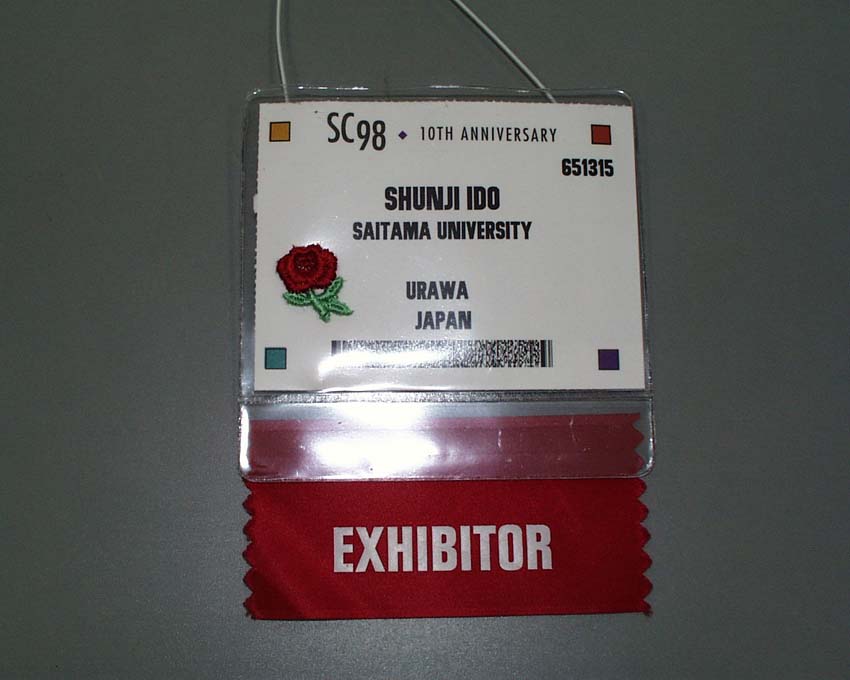 SC98 ◆ 10TH ANNIVERSARY
651315
SHUNJI IDO
SAITAMA UNIVERSITY
URAWA
JAPAN
EXHIBITOR